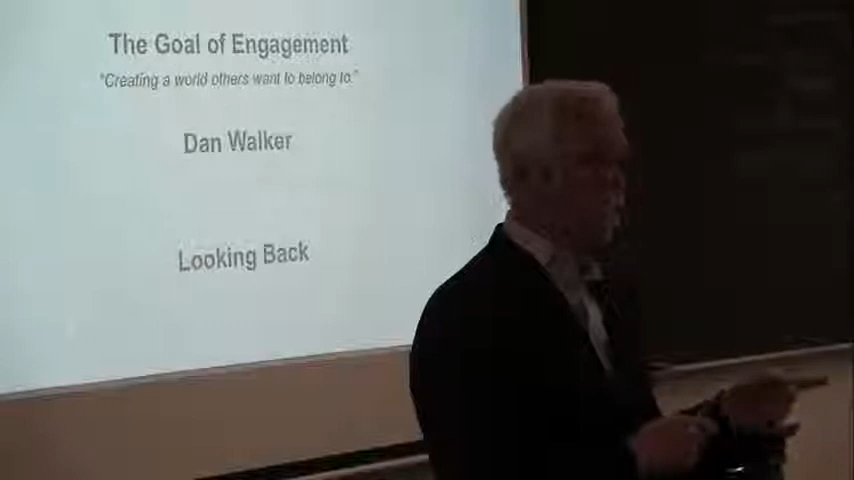 The Goal of Engagement
"Creating a world others want to belong to."
Dan Walker
Looking Back